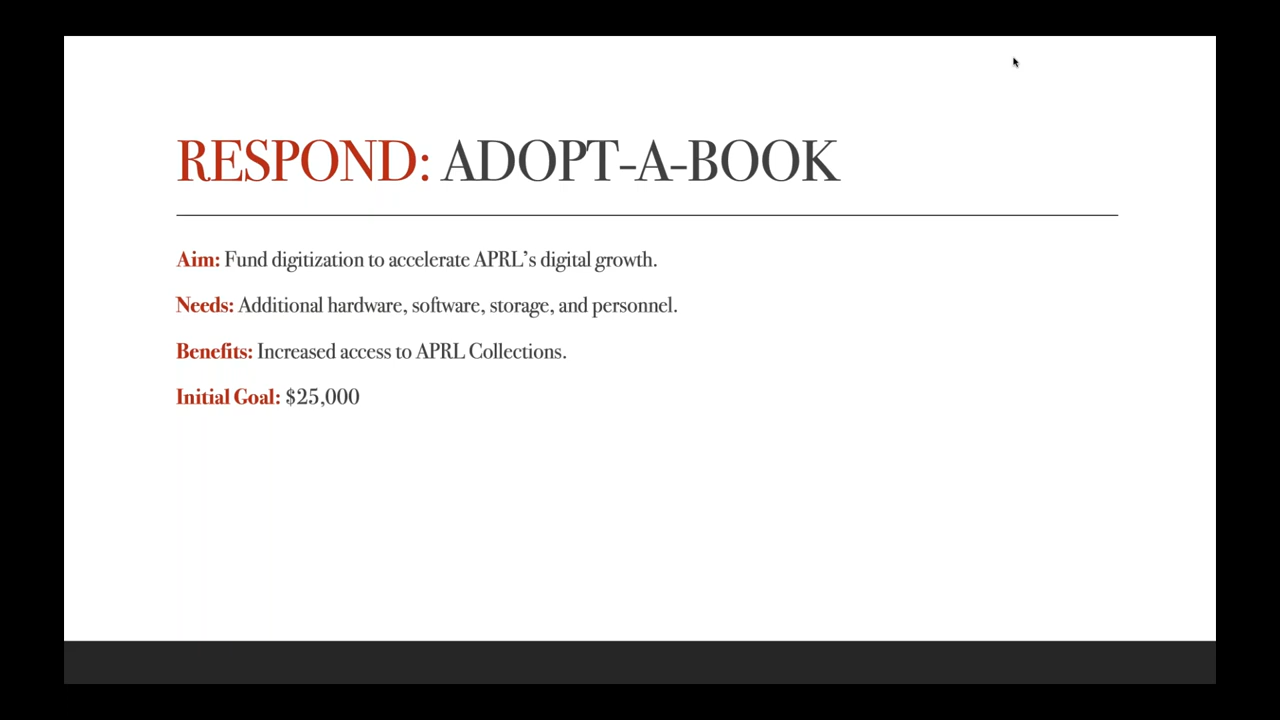 RESPOND: ADOPT-A-BOOK
Aim: Fund digitization to accelerate APRL’s digital growth.
Needs: Additional hardware, software, storage, and personnel.
Benefits: Increased access to APRL Collections.
Initial Goal: $25,000